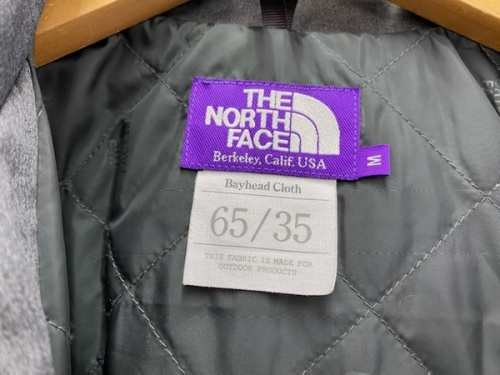 THE
NORTH
FACE
Berkeley, Calif. USA
M
Bayhead Cloth
65/35
THIS FABRIC IS MADE FOR
OUTDOOR PRODUCTS